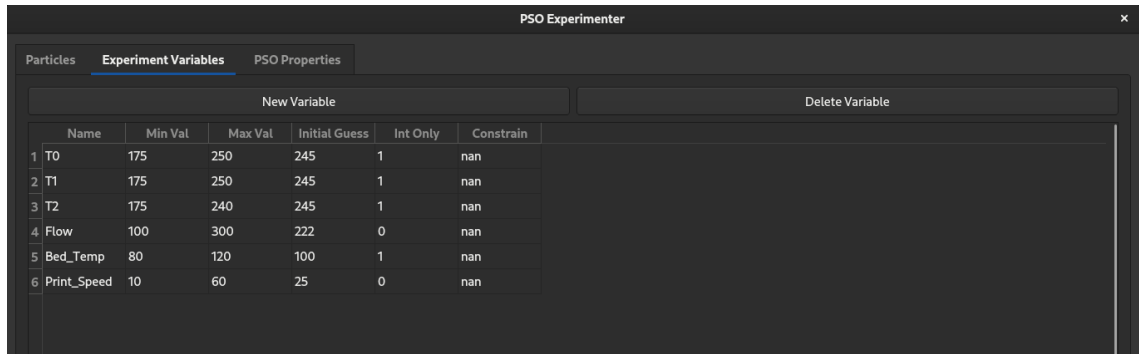 PSO Experimenter ×
Particles Experiment Variables PSO Properties
New Variable Delete Variable
Name Min Val Max Val Initial Guess Int Only Constrain
1 T0 175 250 245 1 nan
2 T1 175 250 245 1 nan
3 T2 175 240 245 1 nan
4 Flow 100 300 222 0 nan
5 Bed_Temp 80 120 100 1 nan
6 Print_Speed 10 60 25 0 nan